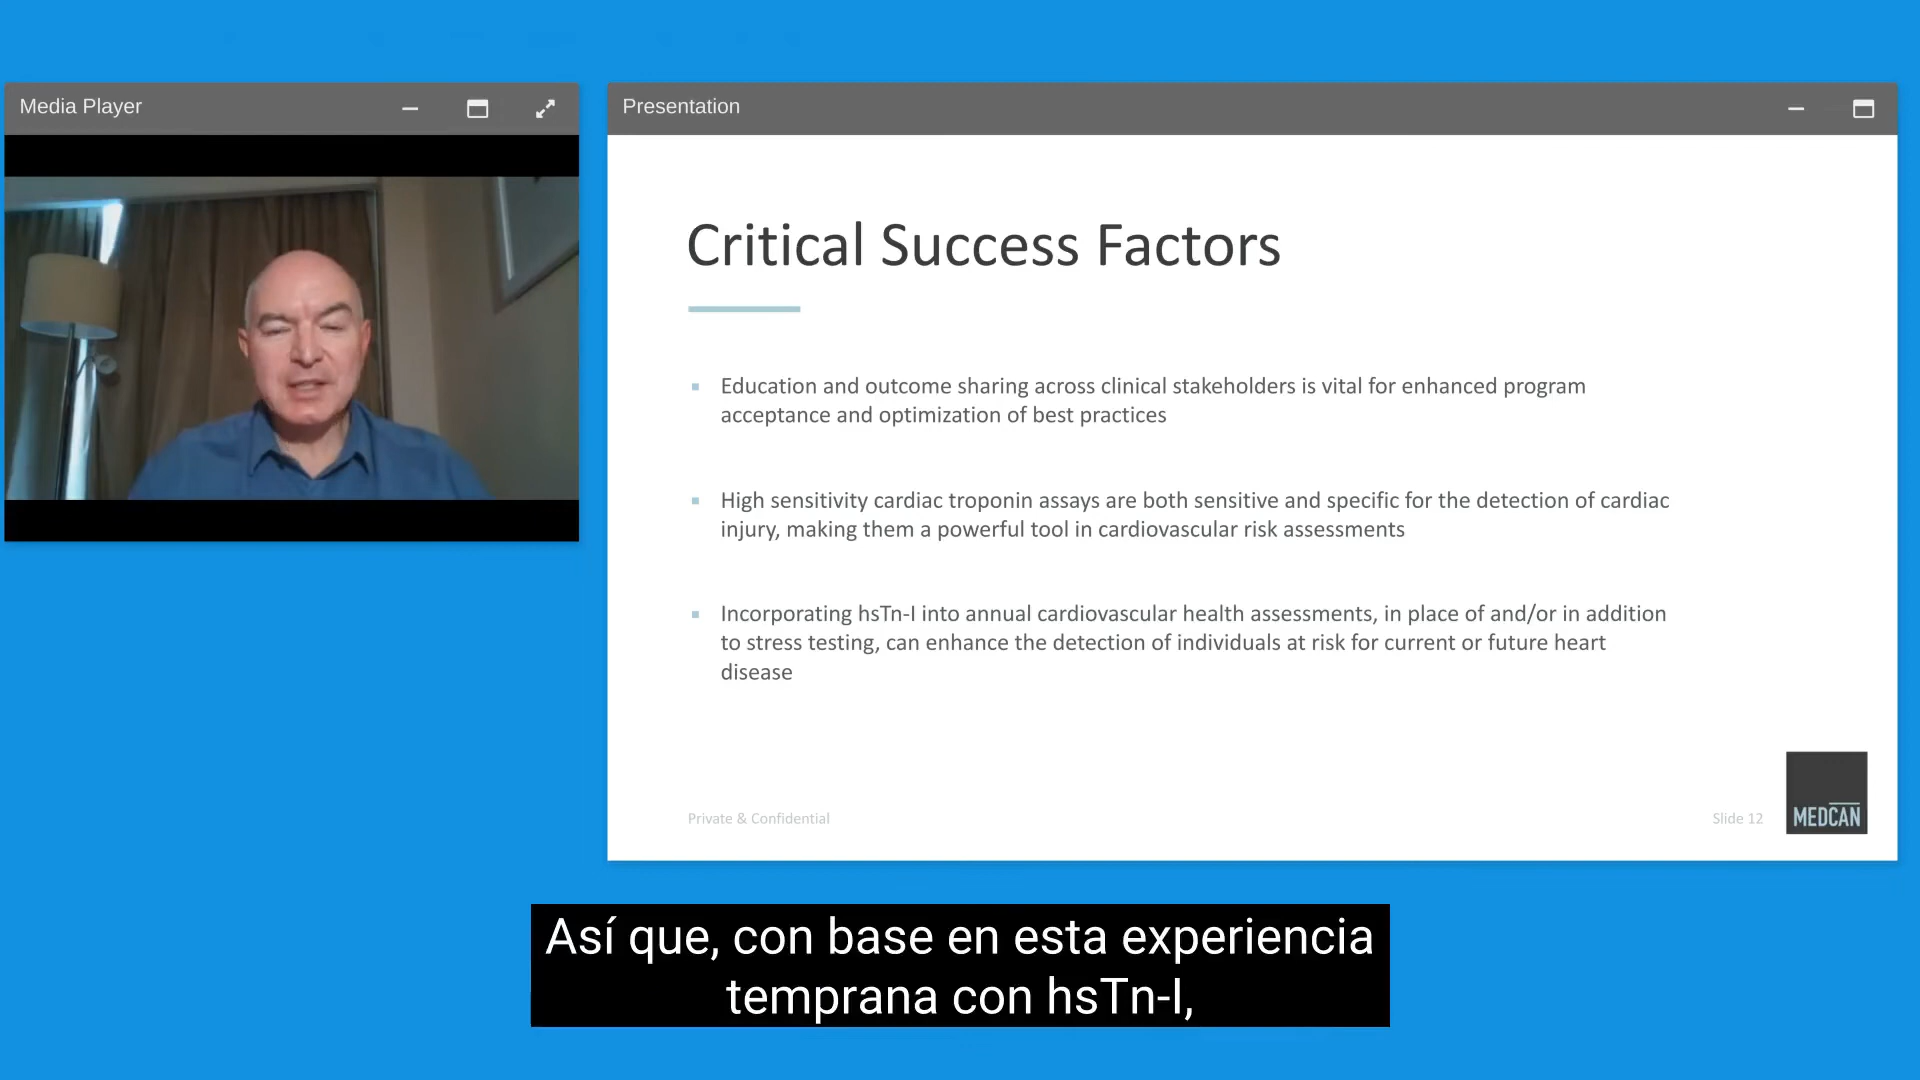 Media Player
Presentation
Critical Success Factors
Education and outcome sharing across clinical stakeholders is vital for enhanced program
acceptance and optimization of best practices
High sensitivity cardiac troponin assays are both sensitive and specific for the detection of cardiac
injury, making them a powerful tool in cardiovascular risk assessments
Incorporating hsTn-I into annual cardiovascular health assessments, in place of and/or in addition
to stress testing, can enhance the detection of individuals at risk for current or future heart
disease
Private & Confidential
Slide 12
MEDCAN
Así que, con base en esta experiencia
temprana con hsTn-I,